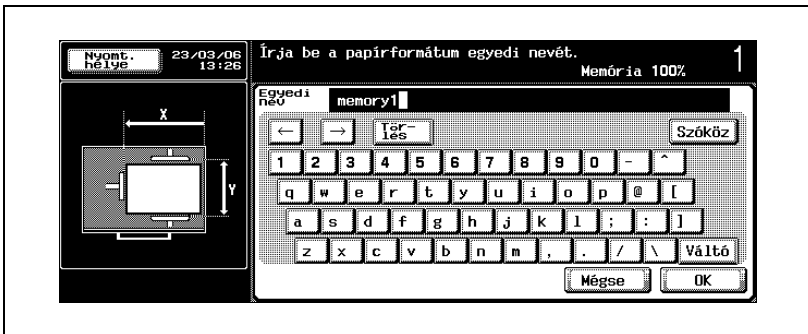 Nyomt.
helye
23/03/06
13:26
Írja be a papírformátum egyedi nevét.
Memória 100%
1
X
Y
Egyedi
név
memory1
← → Tör-
lés
Szóköz
1 2 3 4 5 6 7 8 9 0 - ^
q w e r t y u i o p @ [
a s d f g h j k l ; : ]
z x c v b n m , . / \ Váltó
Mégse OK